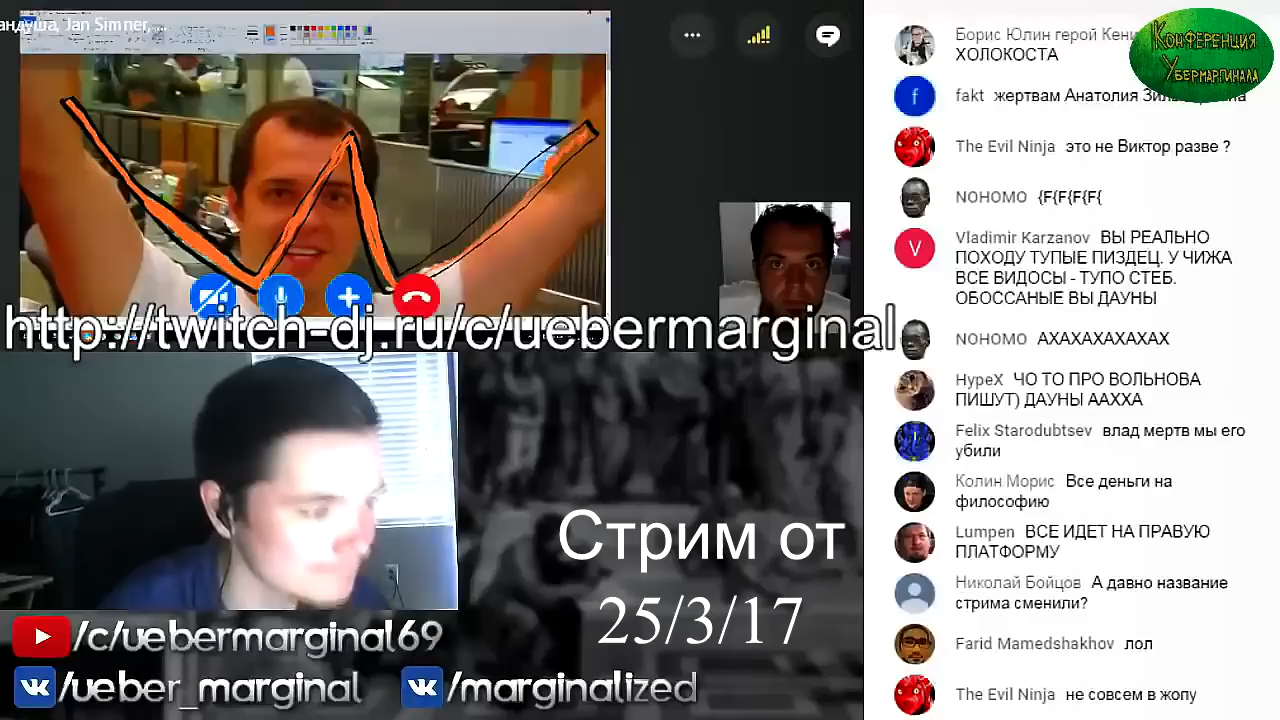 андуша, Jan Simner, ...
http://twitch-dj.ru/c/uebermarginal
Стрим от
25/3/17
/c/uebermarginal69
/ueber_marginal
/marginalized
Конференция
Убермаргинала
Борис Юлин герой Кени
ХОЛОКОСТА
fakt жертвам Анатолия
The Evil Ninja это не Виктор разве ?
NOHOMO {F{F{F{F{
Vladimir Karzanov ВЫ РЕАЛЬНО
ПОХОДУ ТУПЫЕ ПИЗДЕЦ. У ЧИЖА
ВСЕ ВИДОСЫ - ТУПО СТЕБ.
ОБОССАНЫЕ ВЫ ДАУНЫ
NOHOMO АХАХАХАХАХАХ
HypeX ЧО ТО ПРО ВОЛЬНОВА
ПИШУТ) ДАУНЫ ААХХА
Felix Starodubtsev влад мертв мы его
убили
Колин Морис Все деньги на
философию
Lumpen ВСЕ ИДЕТ НА ПРАВУЮ
ПЛАТФОРМУ
Николай Бойцов А давно название
стрима сменили?
Farid Mamedshakhov лол
The Evil Ninja не совсем в жопу